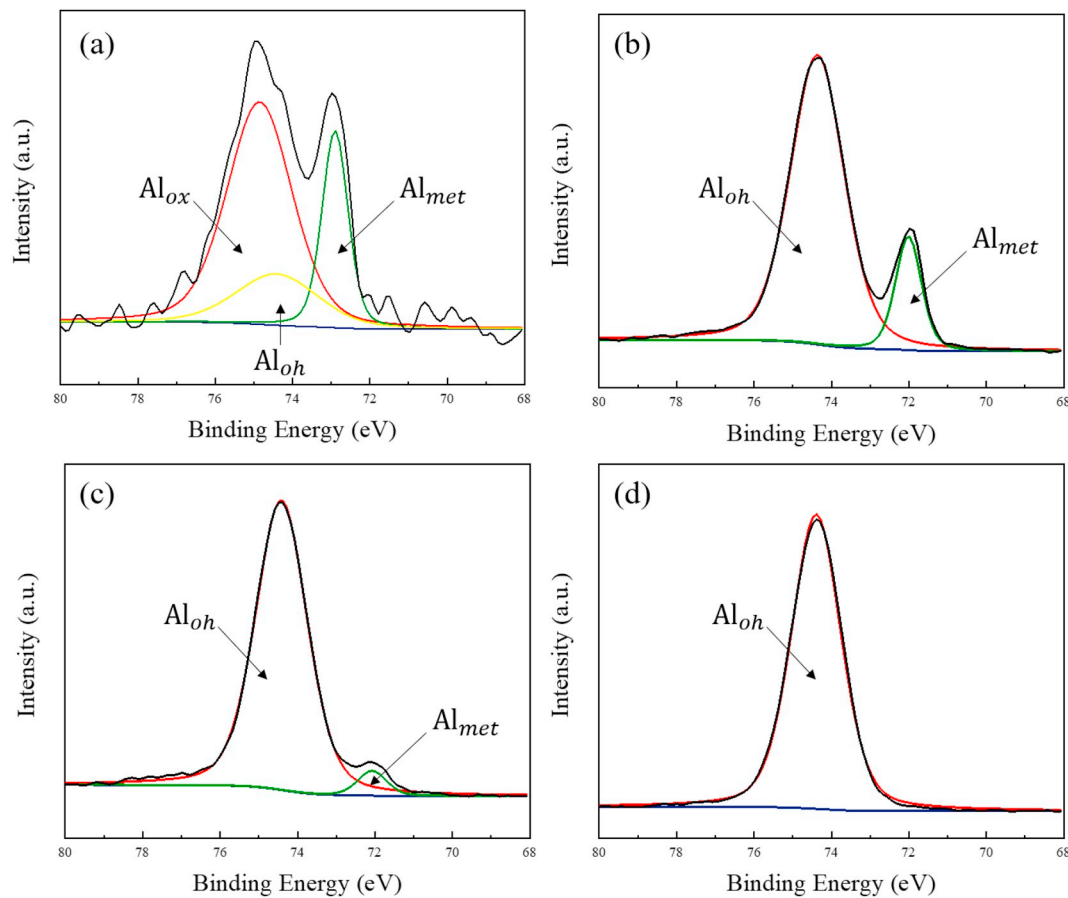 (a)
Intensity (a.u.)
Al_ox
Al_met
Al_oh
80 78 76 74 72 70 68
Binding Energy (eV)
(b)
Intensity (a.u.)
Al_oh
Al_met
80 78 76 74 72 70 68
Binding Energy (eV)
(c)
Intensity (a.u.)
Al_oh
Al_met
80 78 76 74 72 70 68
Binding Energy (eV)
(d)
Intensity (a.u.)
Al_oh
80 78 76 74 72 70 68
Binding Energy (eV)